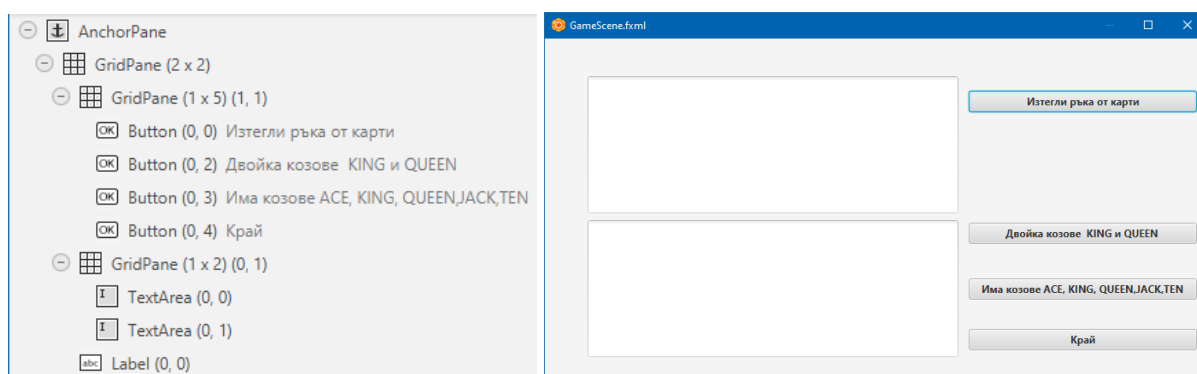 AnchorPane
GridPane (2 x 2)
GridPane (1 x 5) (1, 1)
OK Button (0, 0) Изтегли ръка от карти
OK Button (0, 2) Двойка козове  KING и QUEEN
OK Button (0, 3) Има козове ACE, KING, QUEEN,JACK,TEN
OK Button (0, 4) Край
GridPane (1 x 2) (0, 1)
TextArea (0, 0)
TextArea (0, 1)
abc Label (0, 0)
GameScene.fxml
Изтегли ръка от карти
Двойка козове  KING и QUEEN
Има козове ACE, KING, QUEEN,JACK,TEN
Край